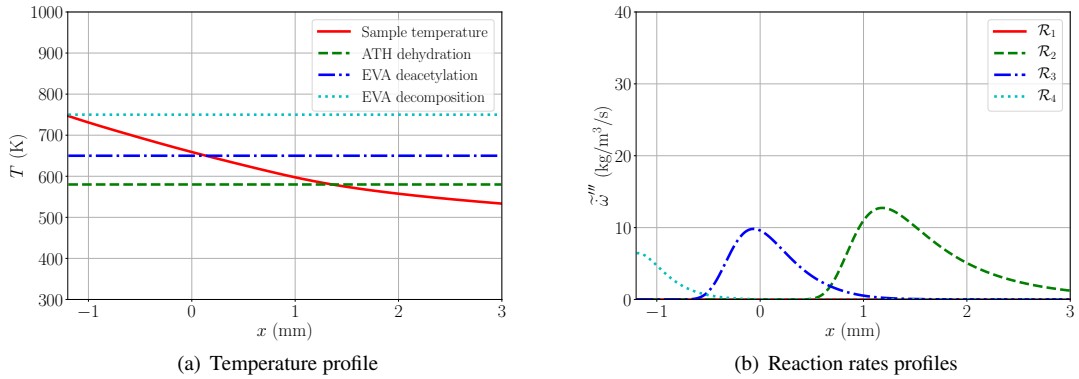 1000
900
800
700
600
500
400
300
T (K)
−1
0
1
2
3
x (mm)
Sample temperature
ATH dehydration
EVA deacetylation
EVA decomposition
(a) Temperature profile
40
30
20
10
0
ω̃̇′′′ (kg/m³/s)
−1
0
1
2
3
x (mm)
ℛ₁
ℛ₂
ℛ₃
ℛ₄
(b) Reaction rates profiles